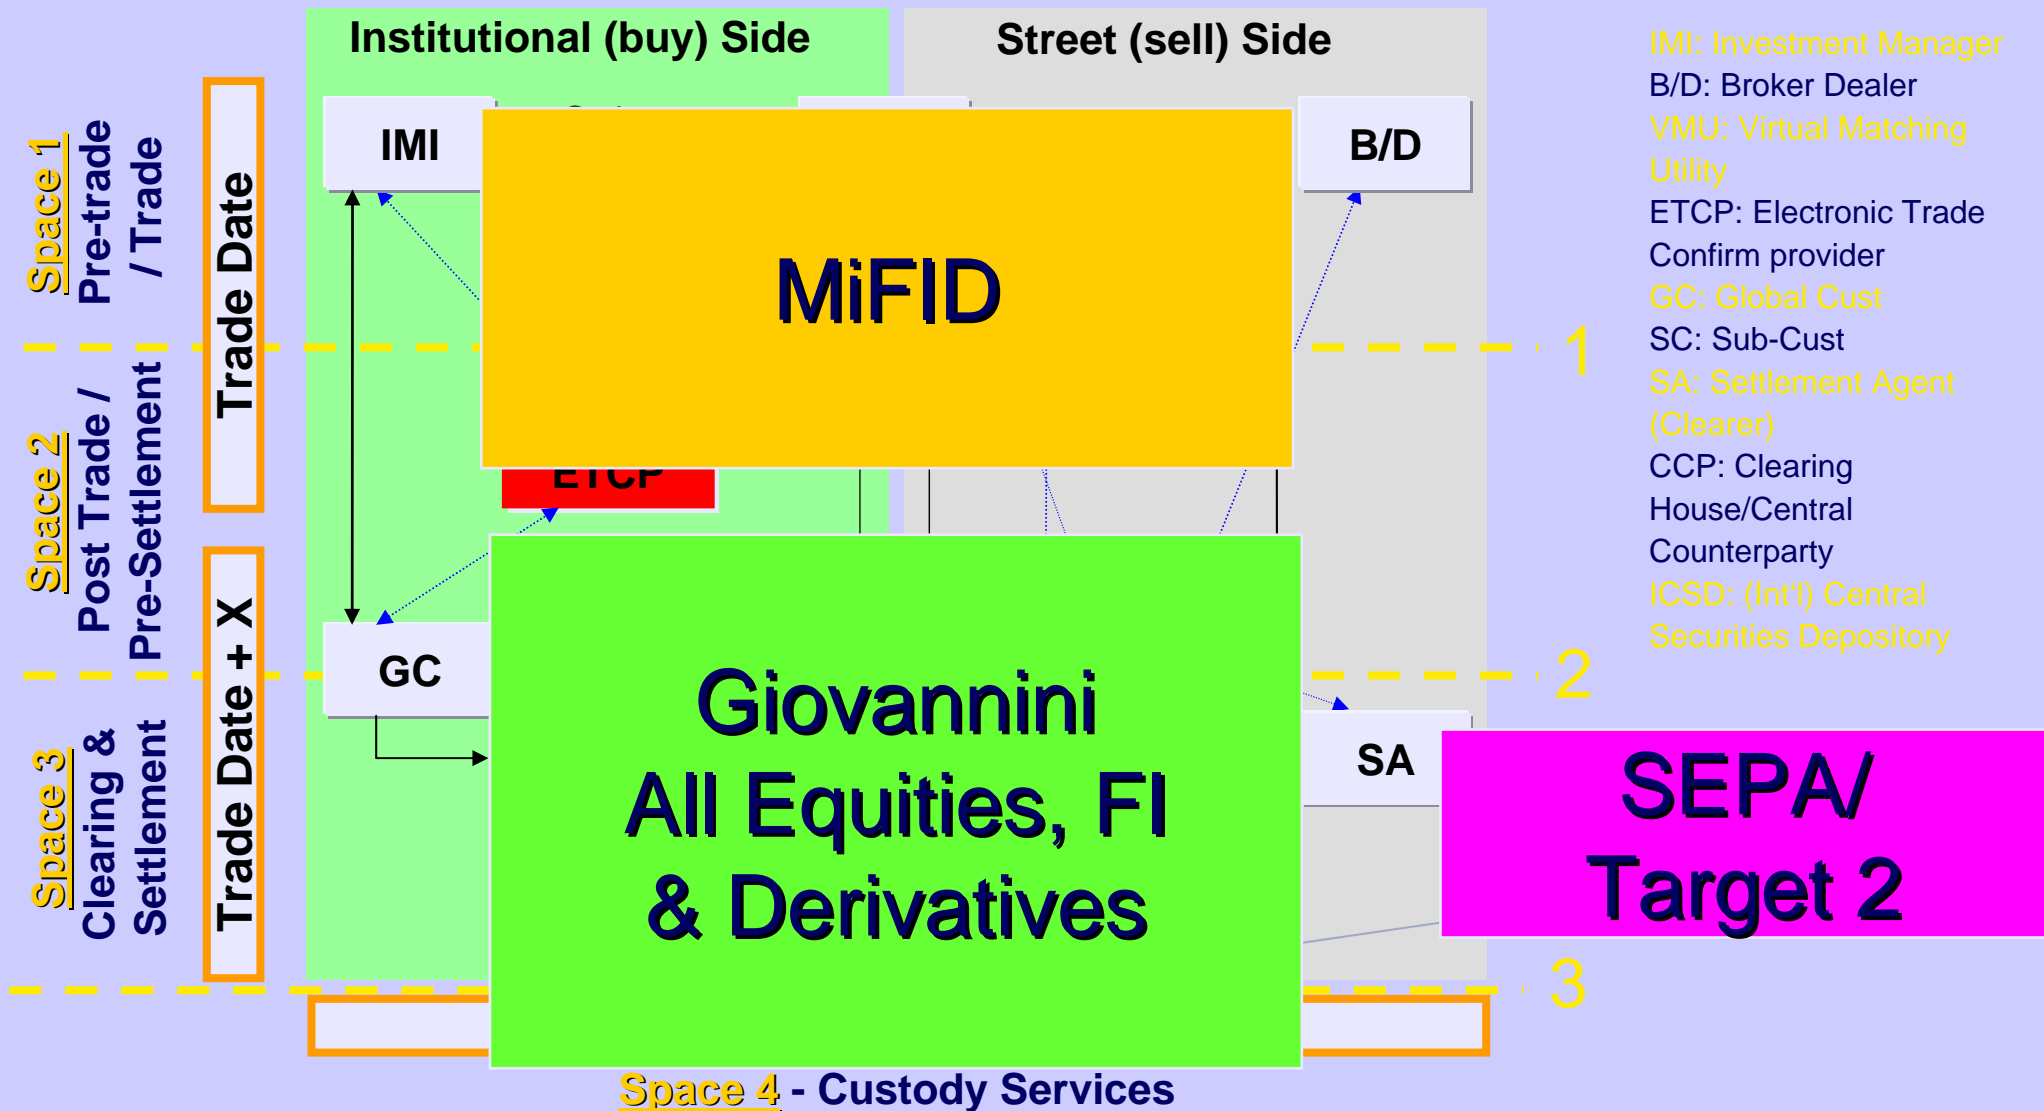 Institutional (buy) Side
Street (sell) Side
IMI
B/D
MiFID
ETCP
GC
Giovannini
All Equities, FI
& Derivatives
SA
SEPA/
Target 2
Space 1
Pre-trade
/ Trade
Space 2
Post Trade /
Pre-Settlement
Space 3
Clearing &
Settlement
Trade Date
Trade Date + X
1
2
3
Space 4 - Custody Services
IMI: Investment Manager
B/D: Broker Dealer
VMU: Virtual Matching
Utility
ETCP: Electronic Trade
Confirm provider
GC: Global Cust
SC: Sub-Cust
SA: Settlement Agent
(Clearer)
CCP: Clearing
House/Central
Counterparty
ICSD: (Int'l) Central
Securities Depository